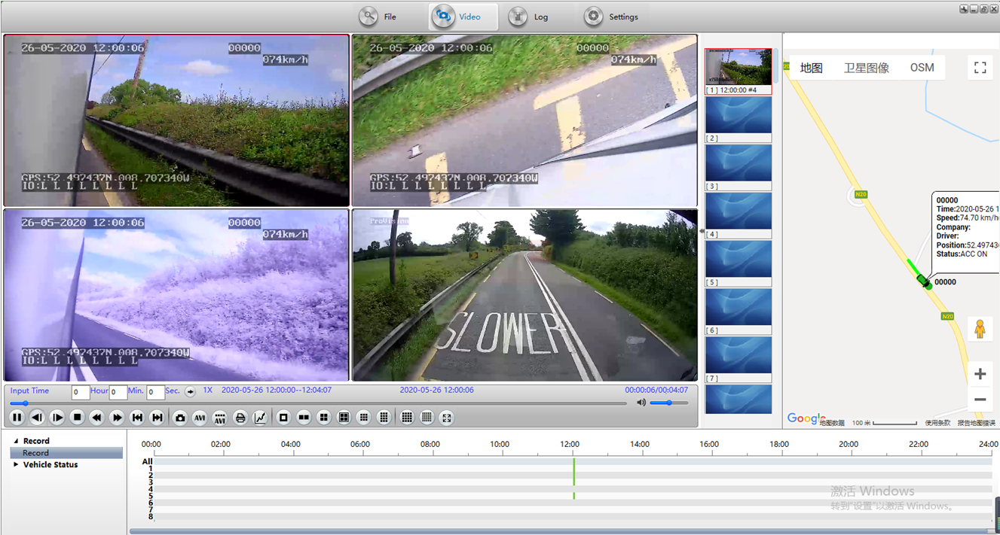 File Video Log Settings
26-05-2020 12:00:06 00000
074km/h
GPS:52.497437N.008.707340W
IO:L L L L L L L
26-05-2020 12:00:06 00000
074km/h
GPS:52.497437N.008.707340W
IO:L L L L L L L
26-05-2020 12:00:06 00000
074km/h
GPS:52.497437N.008.707340W
IO:L L L L L L L
ProVision
SLOWER
[ 1 ] 12:00:00 #4
[ 2 ]
[ 3 ]
[ 4 ]
[ 5 ]
[ 6 ]
[ 7 ]
地图 卫星图像 OSM
N20
00000
Time:2020-05-26 1
Speed:74.70 km/h
Company:
Driver:
Position:52.49743
Status:ACC ON
00000
N20
Google 地图数据 100 米 使用条款 报告地图错误
Input Time 0 Hour 0 Min. 0 Sec. 1X 2020-05-26 12:00:00--12:04:07 2020-05-26 12:00:06 00:00:06/00:04:07
AVI AVI
Record
Record
Vehicle Status
00:00 02:00 04:00 06:00 08:00 10:00 12:00 14:00 16:00 18:00 20:00 22:00 24:00
All
1
2
3
4
5
6
7
8
激活 Windows
转到"设置"以激活 Windows。